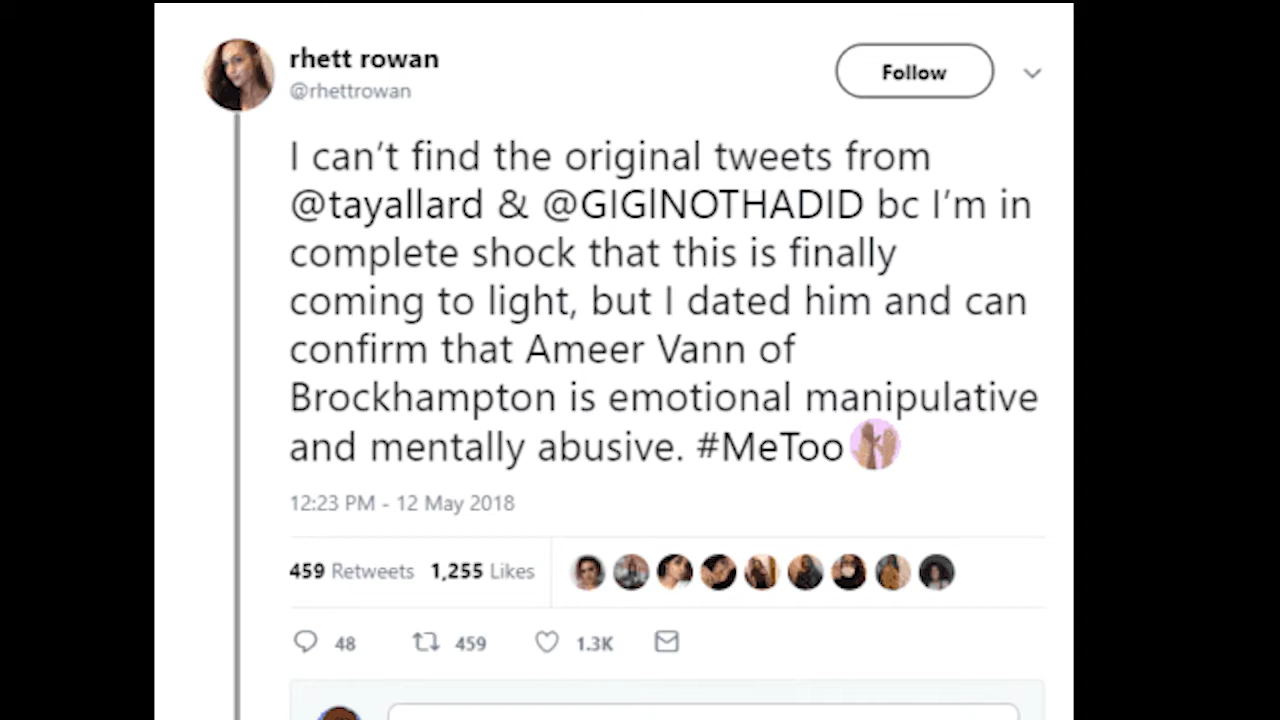 rhett rowan
@rhettrowan
Follow
I can't find the original tweets from
@tayallard & @GIGINOTHADID bc I'm in
complete shock that this is finally
coming to light, but I dated him and can
confirm that Ameer Vann of
Brockhampton is emotional manipulative
and mentally abusive. #MeToo
12:23 PM - 12 May 2018
459 Retweets 1,255 Likes
48 459 1.3K